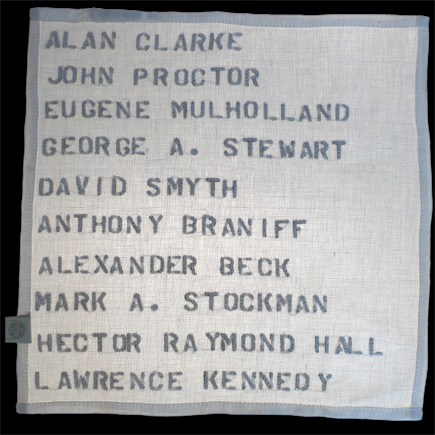 ALAN CLARKE
JOHN PROCTOR
EUGENE MULHOLLAND
GEORGE A. STEWART
DAVID SMYTH
ANTHONY BRANIFF
ALEXANDER BECK
MARK A. STOCKMAN
HECTOR RAYMOND HALL
LAWRENCE KENNEDY